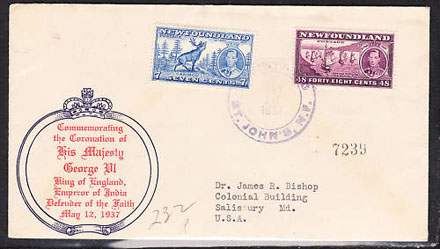 NEWFOUNDLAND
7 SEVEN CENTS 7
NEWFOUNDLAND
POSTAGE
48 FORTY EIGHT CENTS 48
ST. JOHN'S, N.F.
7239
Commemorating
the Coronation of
His Majesty
George VI
King of England,
Emperor of India
Defender of the Faith
May 12, 1937
Dr. James R. Bishop
Colonial Building
Salisbury Md.
U.S.A.